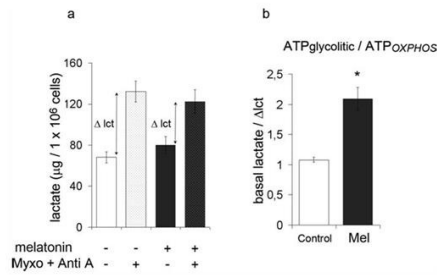 a
lactate (µg / 1 x 10⁶ cells)
160
120
80
40
0
Δ lct
Δ lct
melatonin - - + +
Myxo + Anti A - + - +
b
ATPglycolitic / ATPOXPHOS
basal lactate / Δlct
2,5
2
1,5
1
0,5
0
*
Control Mel